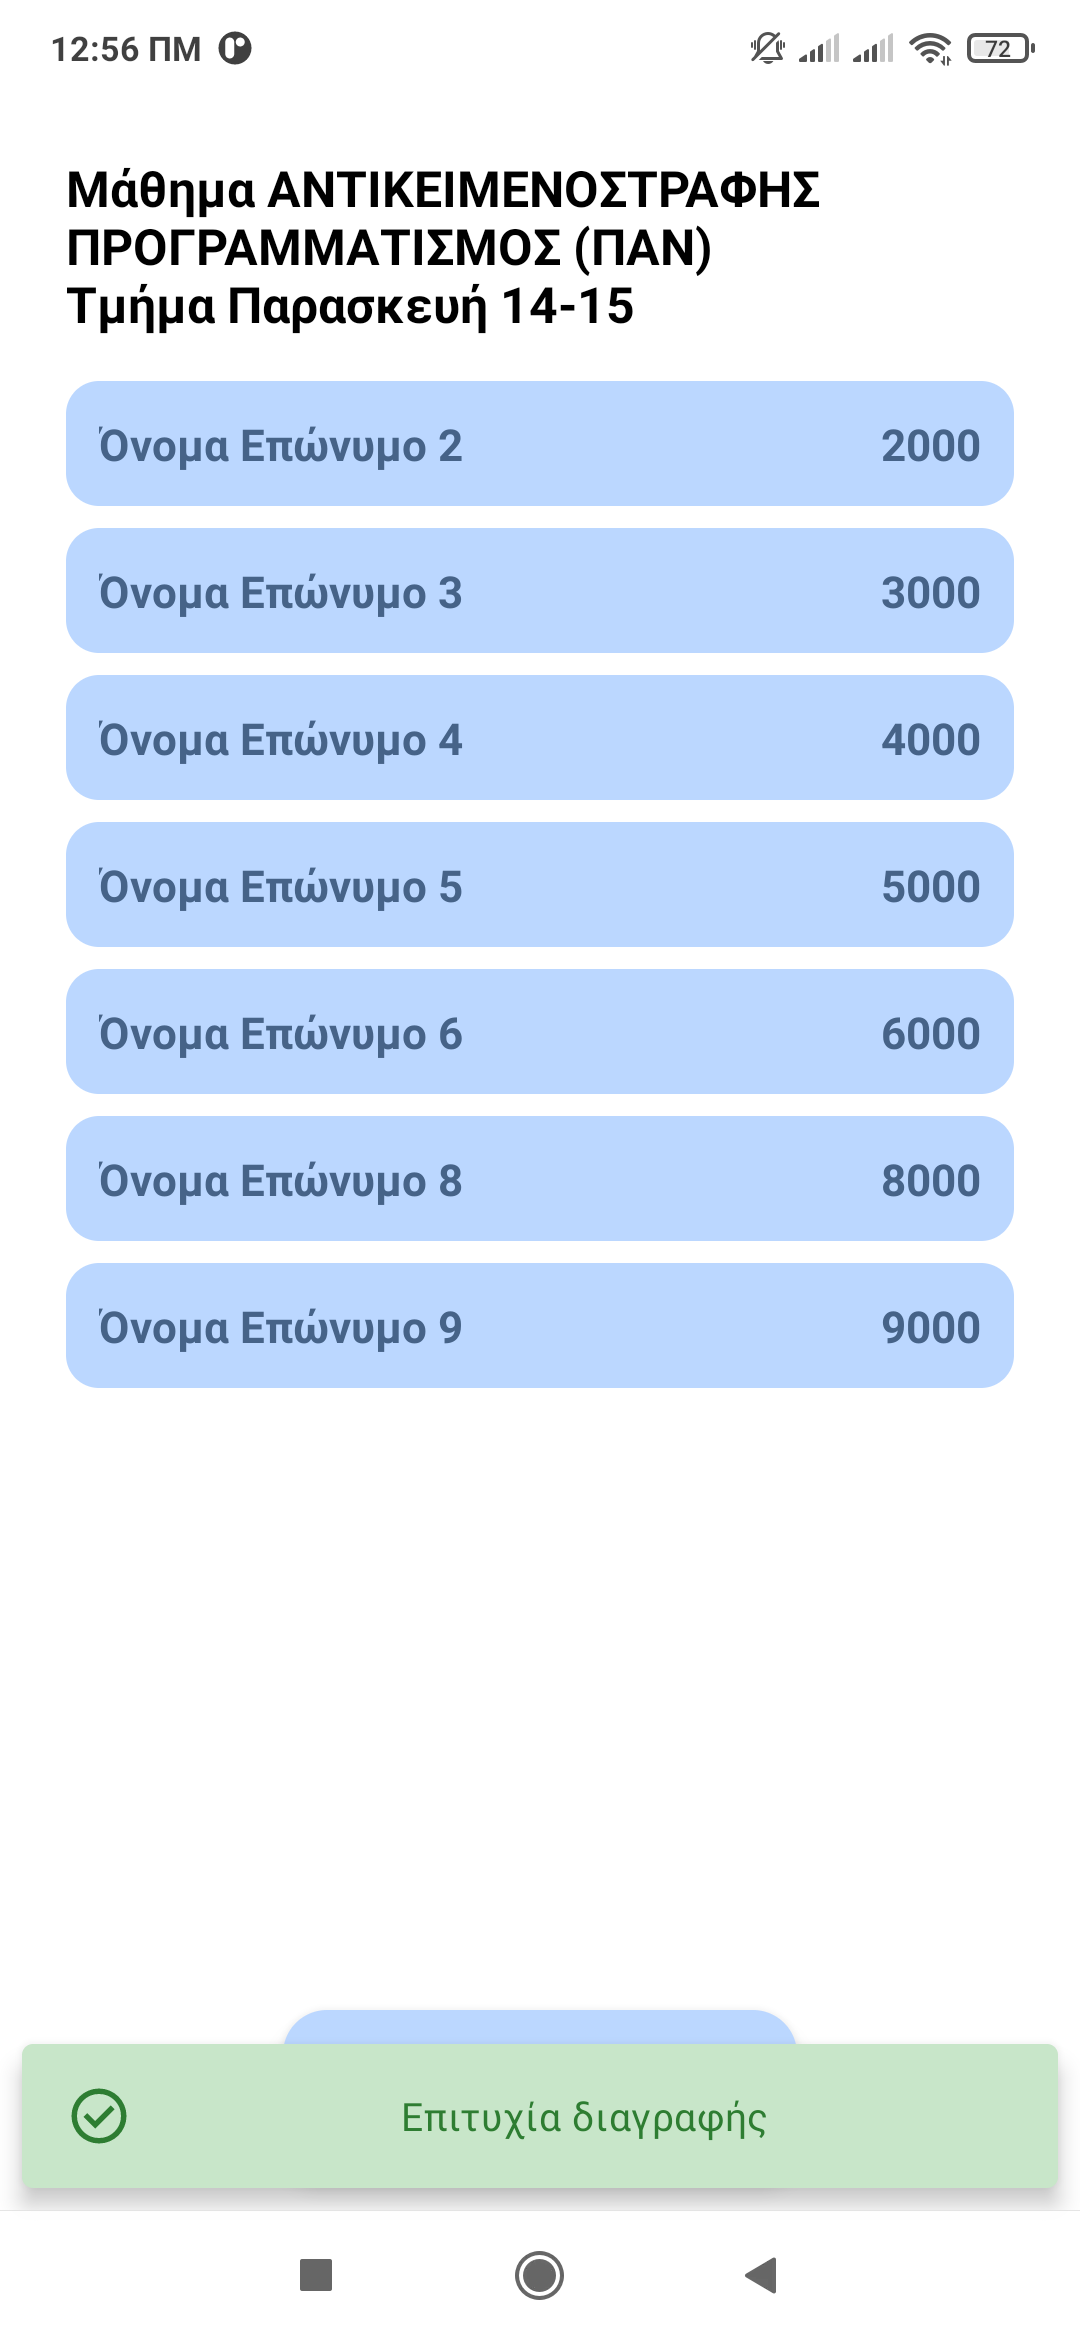 12:56 ΠΜ
72
Μάθημα ΑΝΤΙΚΕΙΜΕΝΟΣΤΡΑΦΗΣ
ΠΡΟΓΡΑΜΜΑΤΙΣΜΟΣ (ΠΑΝ)
Τμήμα Παρασκευή 14-15
Όνομα Επώνυμο 2 2000
Όνομα Επώνυμο 3 3000
Όνομα Επώνυμο 4 4000
Όνομα Επώνυμο 5 5000
Όνομα Επώνυμο 6 6000
Όνομα Επώνυμο 8 8000
Όνομα Επώνυμο 9 9000
Επιτυχία διαγραφής